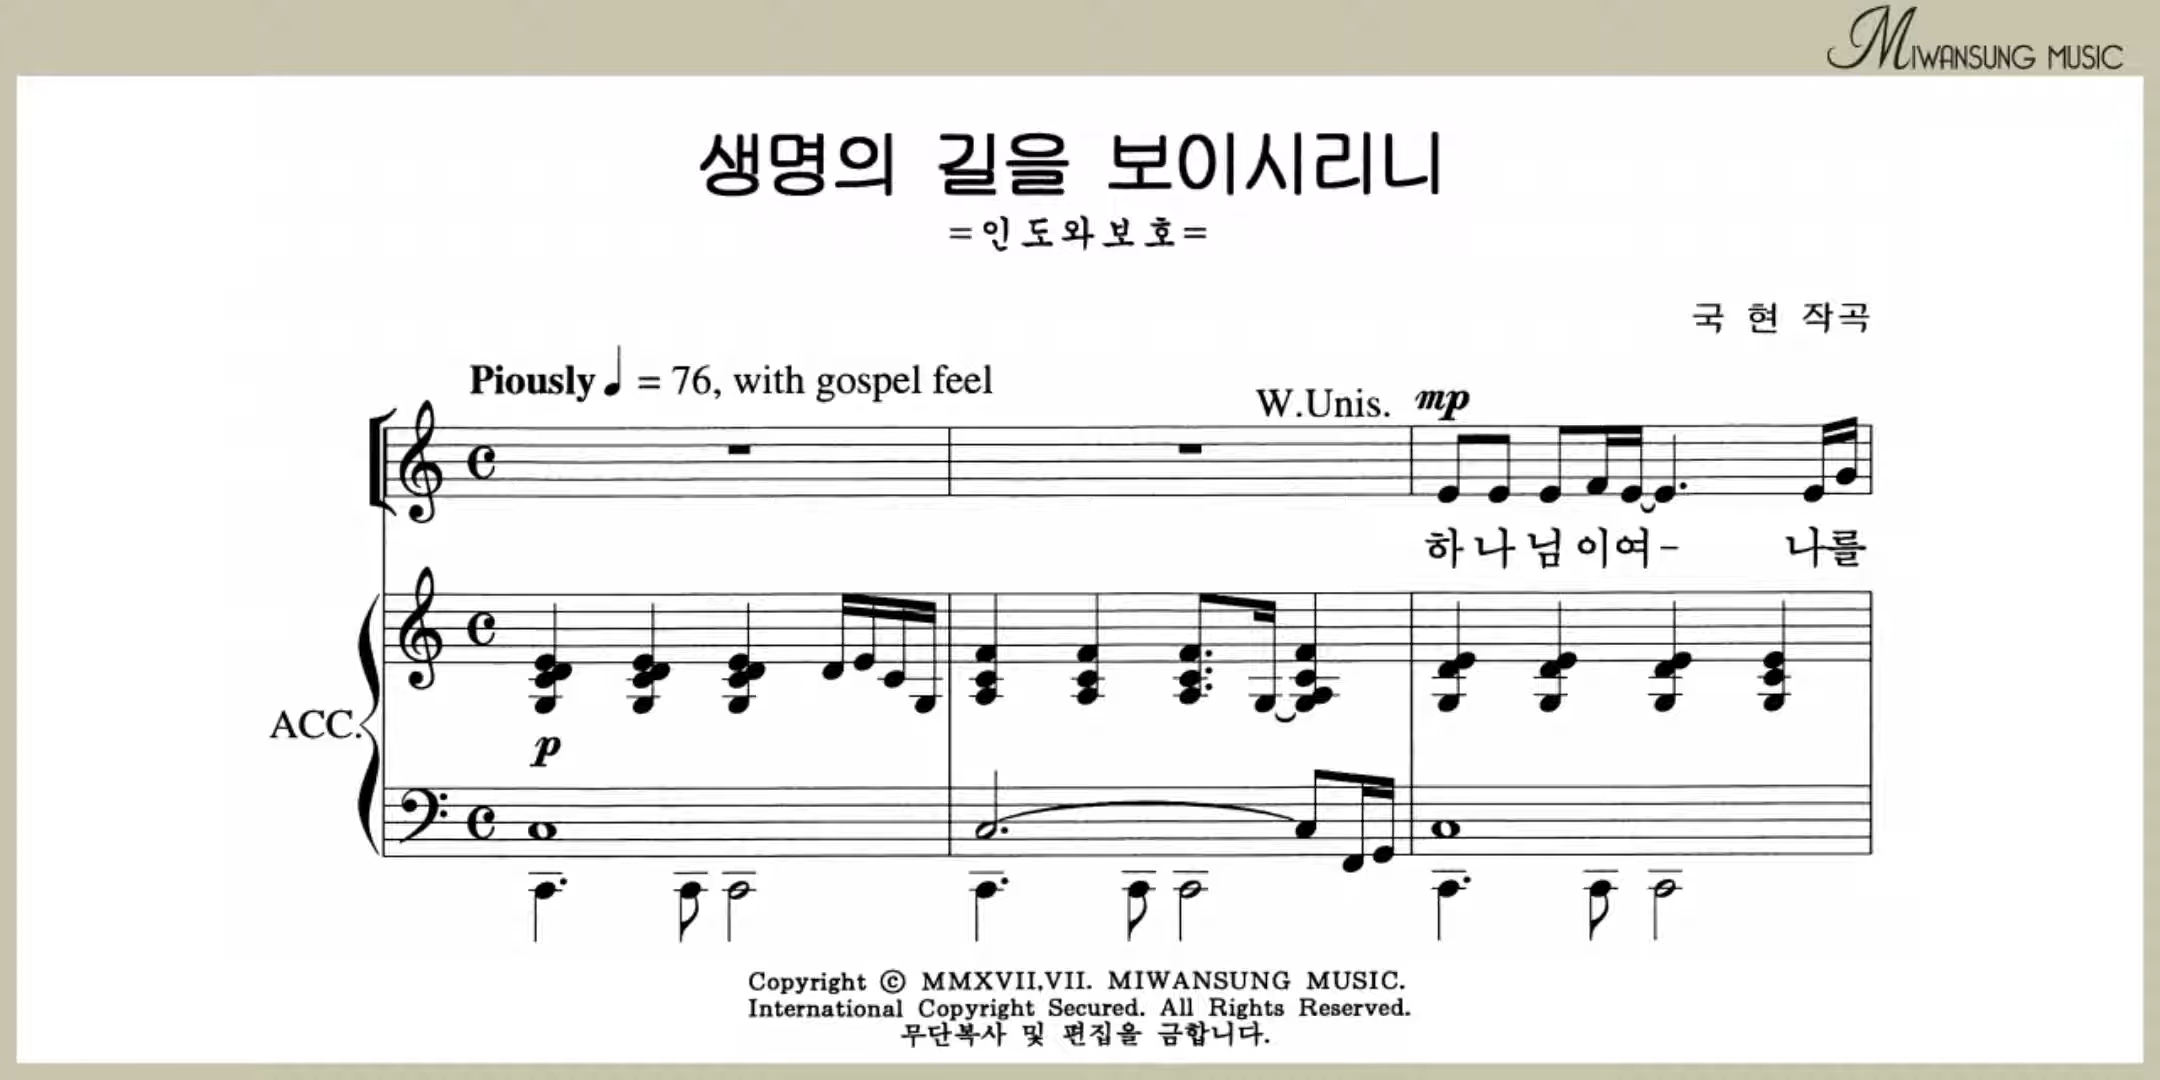 MIWANSUNG MUSIC
생명의 길을 보이시리니
=인도와보호=
국 현 작곡
Piously ♩ = 76, with gospel feel
W.Unis. mp
하나님이여- 나를
ACC.
p
Copyright © MMXVII,VII. MIWANSUNG MUSIC.
International Copyright Secured. All Rights Reserved.
무단복사 및 편집을 금합니다.